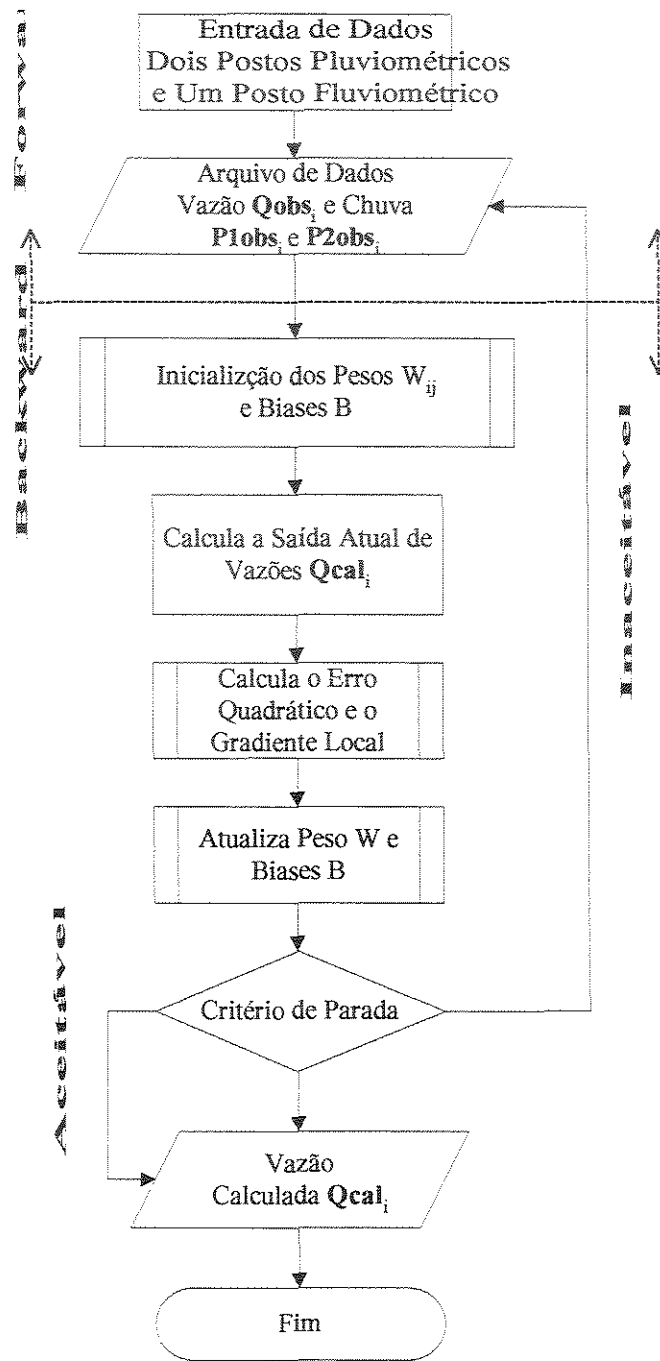 Entrada de Dados
Dois Postos Pluviométricos
e Um Posto Fluviométrico
Arquivo de Dados
Vazão Qobsi e Chuva
P1obsi e P2obsi
Backward
Inicializção dos Pesos Wij
e Biases B
Calcula a Saída Atual de
Vazões Qcali
Inaceitável
Calcula o Erro
Quadrático e o
Gradiente Local
Atualiza Peso W e
Biases B
Aceitável
Critério de Parada
Vazão
Calculada Qcali
Fim